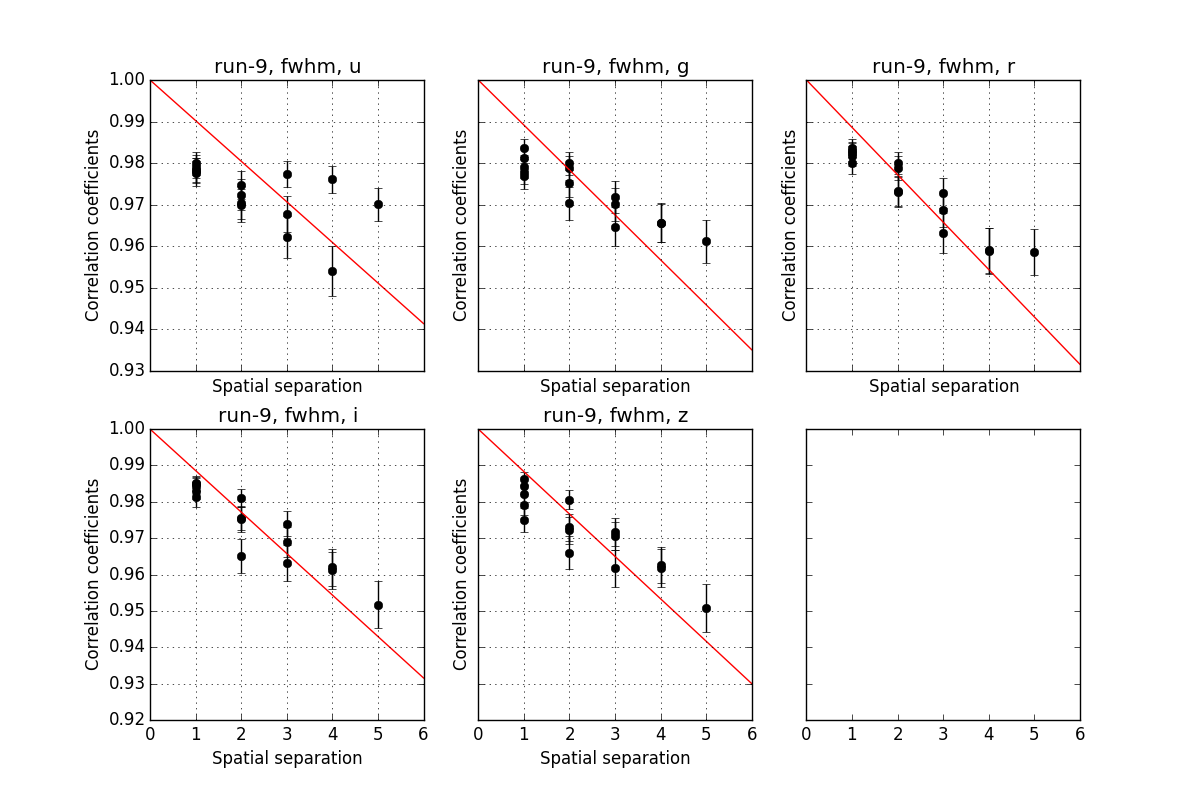 run-9, fwhm, u
run-9, fwhm, g
run-9, fwhm, r
1.00
0.99
0.98
0.97
0.96
0.95
0.94
0.93
Correlation coefficients
Correlation coefficients
Correlation coefficients
Spatial separation
Spatial separation
Spatial separation
run-9, fwhm, i
run-9, fwhm, z
1.00
0.99
0.98
0.97
0.96
0.95
0.94
0.93
0.92
Correlation coefficients
Correlation coefficients
0 1 2 3 4 5 6
0 1 2 3 4 5 6
0 1 2 3 4 5 6
Spatial separation
Spatial separation